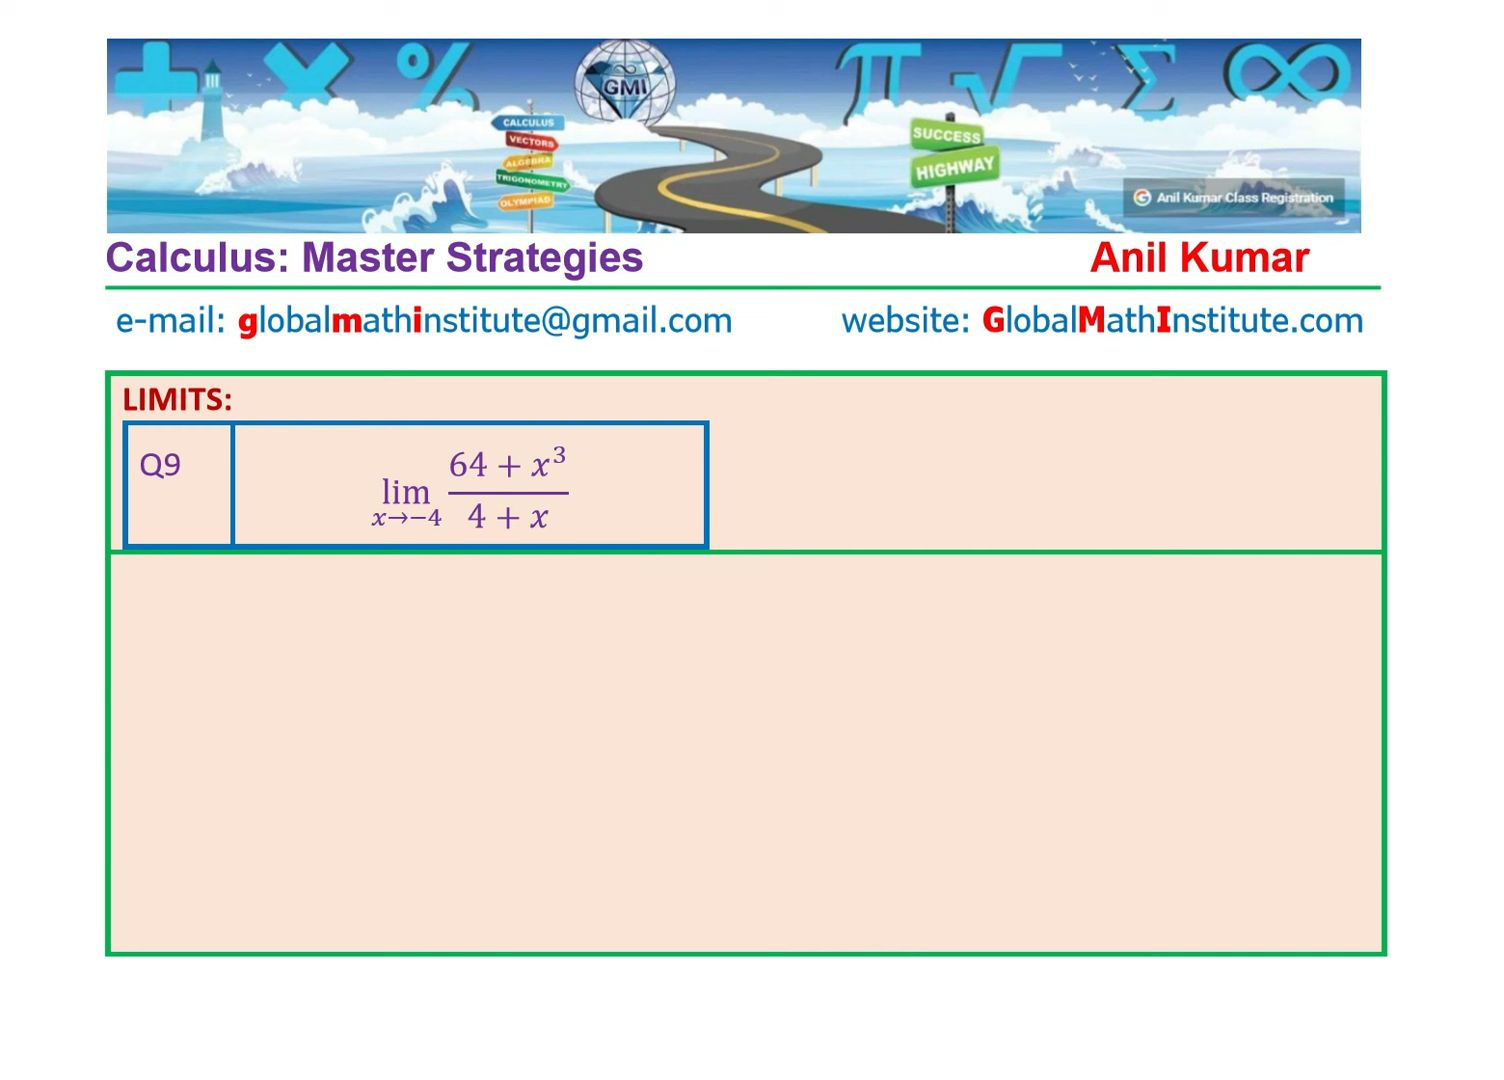 GMI
CALCULUS
VECTORS
ALGEBRA
TRIGONOMETRY
OLYMPIAD
SUCCESS
HIGHWAY
Anil Kumar Class Registration
Calculus: Master Strategies Anil Kumar
e-mail: globalmathinstitute@gmail.com website: GlobalMathInstitute.com
LIMITS:
Q9
lim x→−4 (64 + x³)/(4 + x)